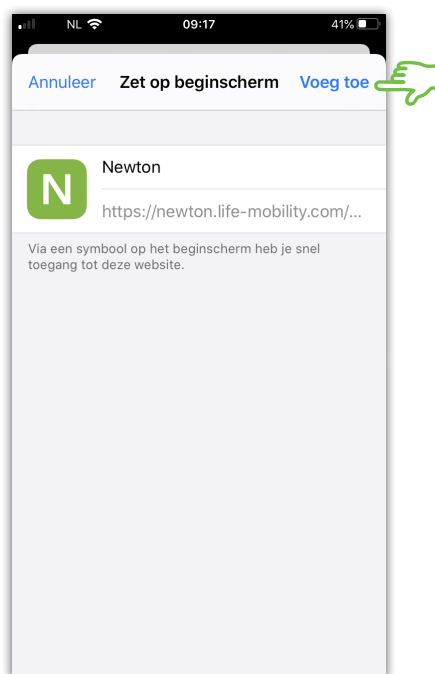 NL 09:17 41%
Annuleer Zet op beginscherm Voeg toe
N
Newton
https://newton.life-mobility.com/...
Via een symbool op het beginscherm heb je snel
toegang tot deze website.